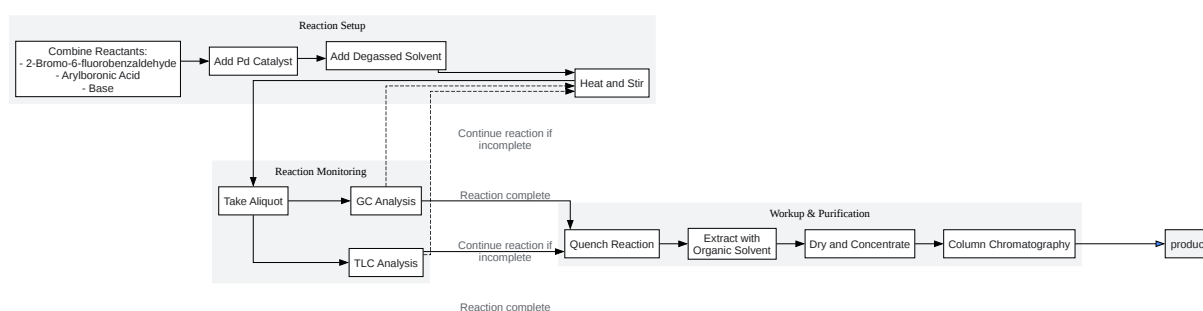 Reaction Setup
Combine Reactants:
- 2-Bromo-6-fluorobenzaldehyde
- Arylboronic Acid
- Base
Add Pd Catalyst
Add Degassed Solvent
Heat and Stir
Continue reaction if
incomplete
Reaction Monitoring
Take Aliquot
GC Analysis
Reaction complete
Workup & Purification
TLC Analysis
Continue reaction if
incomplete
Quench Reaction
Extract with
Organic Solvent
Dry and Concentrate
Column Chromatography
produc
Reaction complete